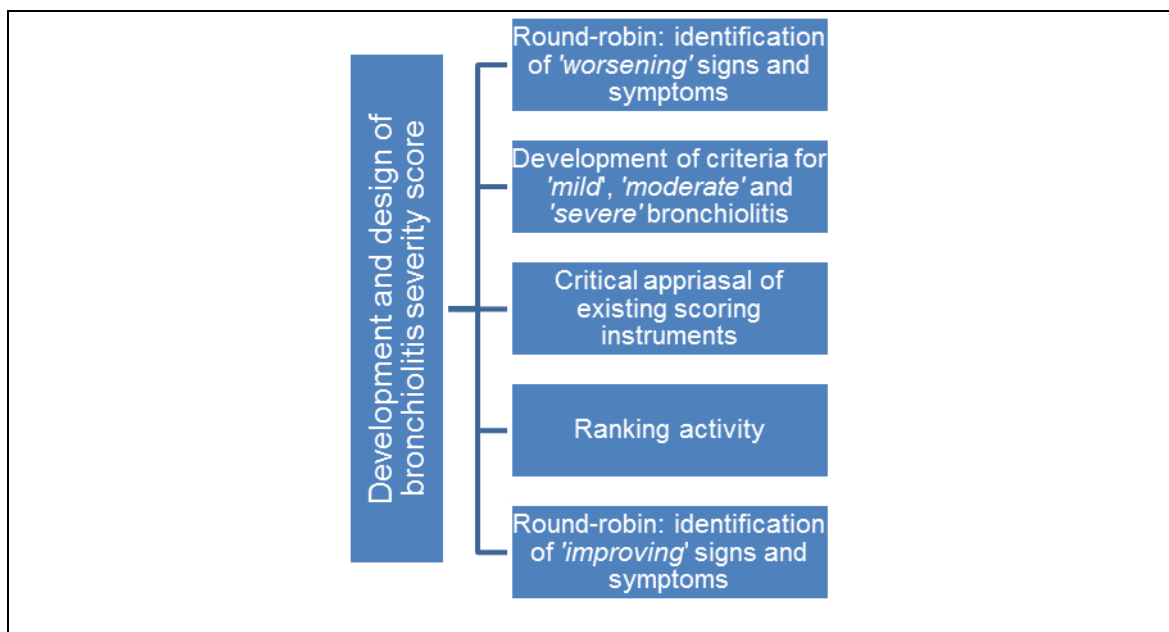 Development and design of
bronchiolitis severity score
Round-robin: identification
of 'worsening' signs and
symptoms
Development of criteria for
'mild', 'moderate' and
'severe' bronchiolitis
Critical appriasal of
existing scoring
instruments
Ranking activity
Round-robin: identification
of 'improving' signs and
symptoms